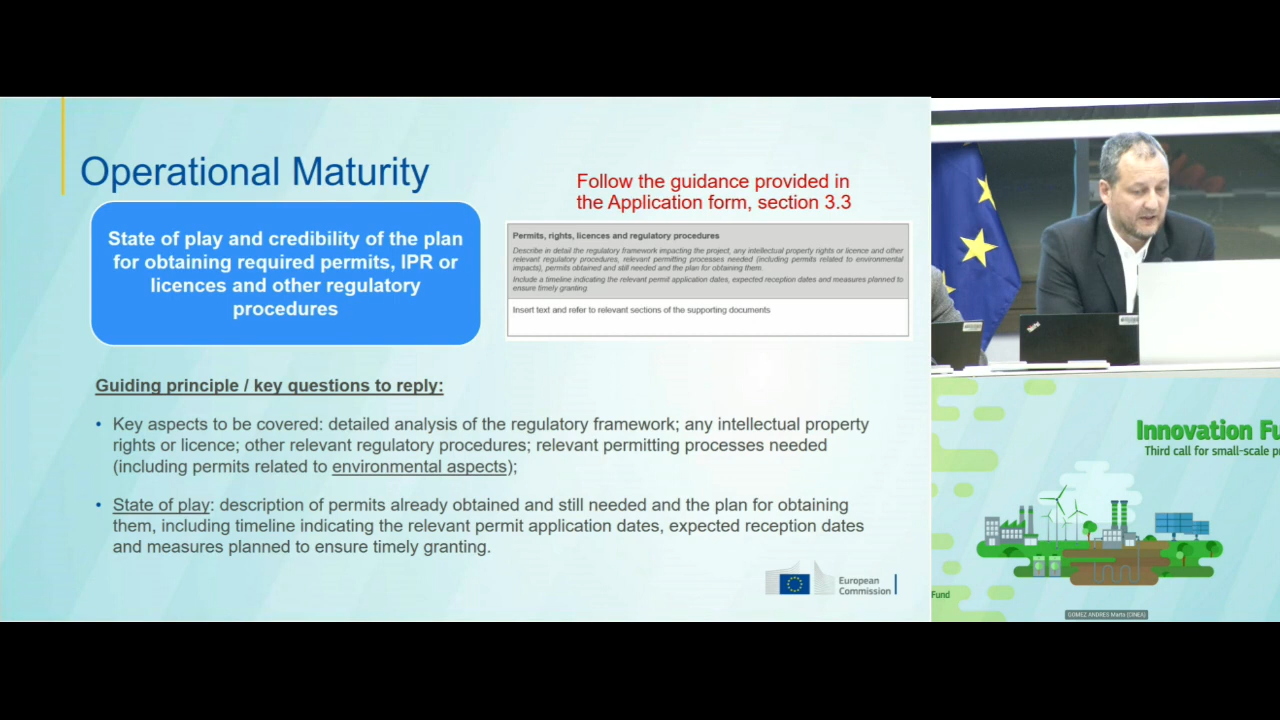 Operational Maturity
State of play and credibility of the plan
for obtaining required permits, IPR or
licences and other regulatory
procedures
Follow the guidance provided in
the Application form, section 3.3
Permits, rights, licences and regulatory procedures
Describe in detail the regulatory framework impacting the project, any intellectual property rights or licence and other
relevant regulatory procedures, relevant permitting processes needed (including permits related to environmental
impacts), permits obtained and still needed and the plan for obtaining them.
Include a timeline indicating the relevant permit application dates, expected reception dates and measures planned to
ensure timely granting
Insert text and refer to relevant sections of the supporting documents
Guiding principle / key questions to reply:
• Key aspects to be covered: detailed analysis of the regulatory framework; any intellectual property
rights or licence; other relevant regulatory procedures; relevant permitting processes needed
(including permits related to environmental aspects);
• State of play: description of permits already obtained and still needed and the plan for obtaining
them, including timeline indicating the relevant permit application dates, expected reception dates
and measures planned to ensure timely granting.
European
Commission
Innovation Fu
Third call for small-scale pr
Fund
GOMEZ ANDRES Marta (CINEA)